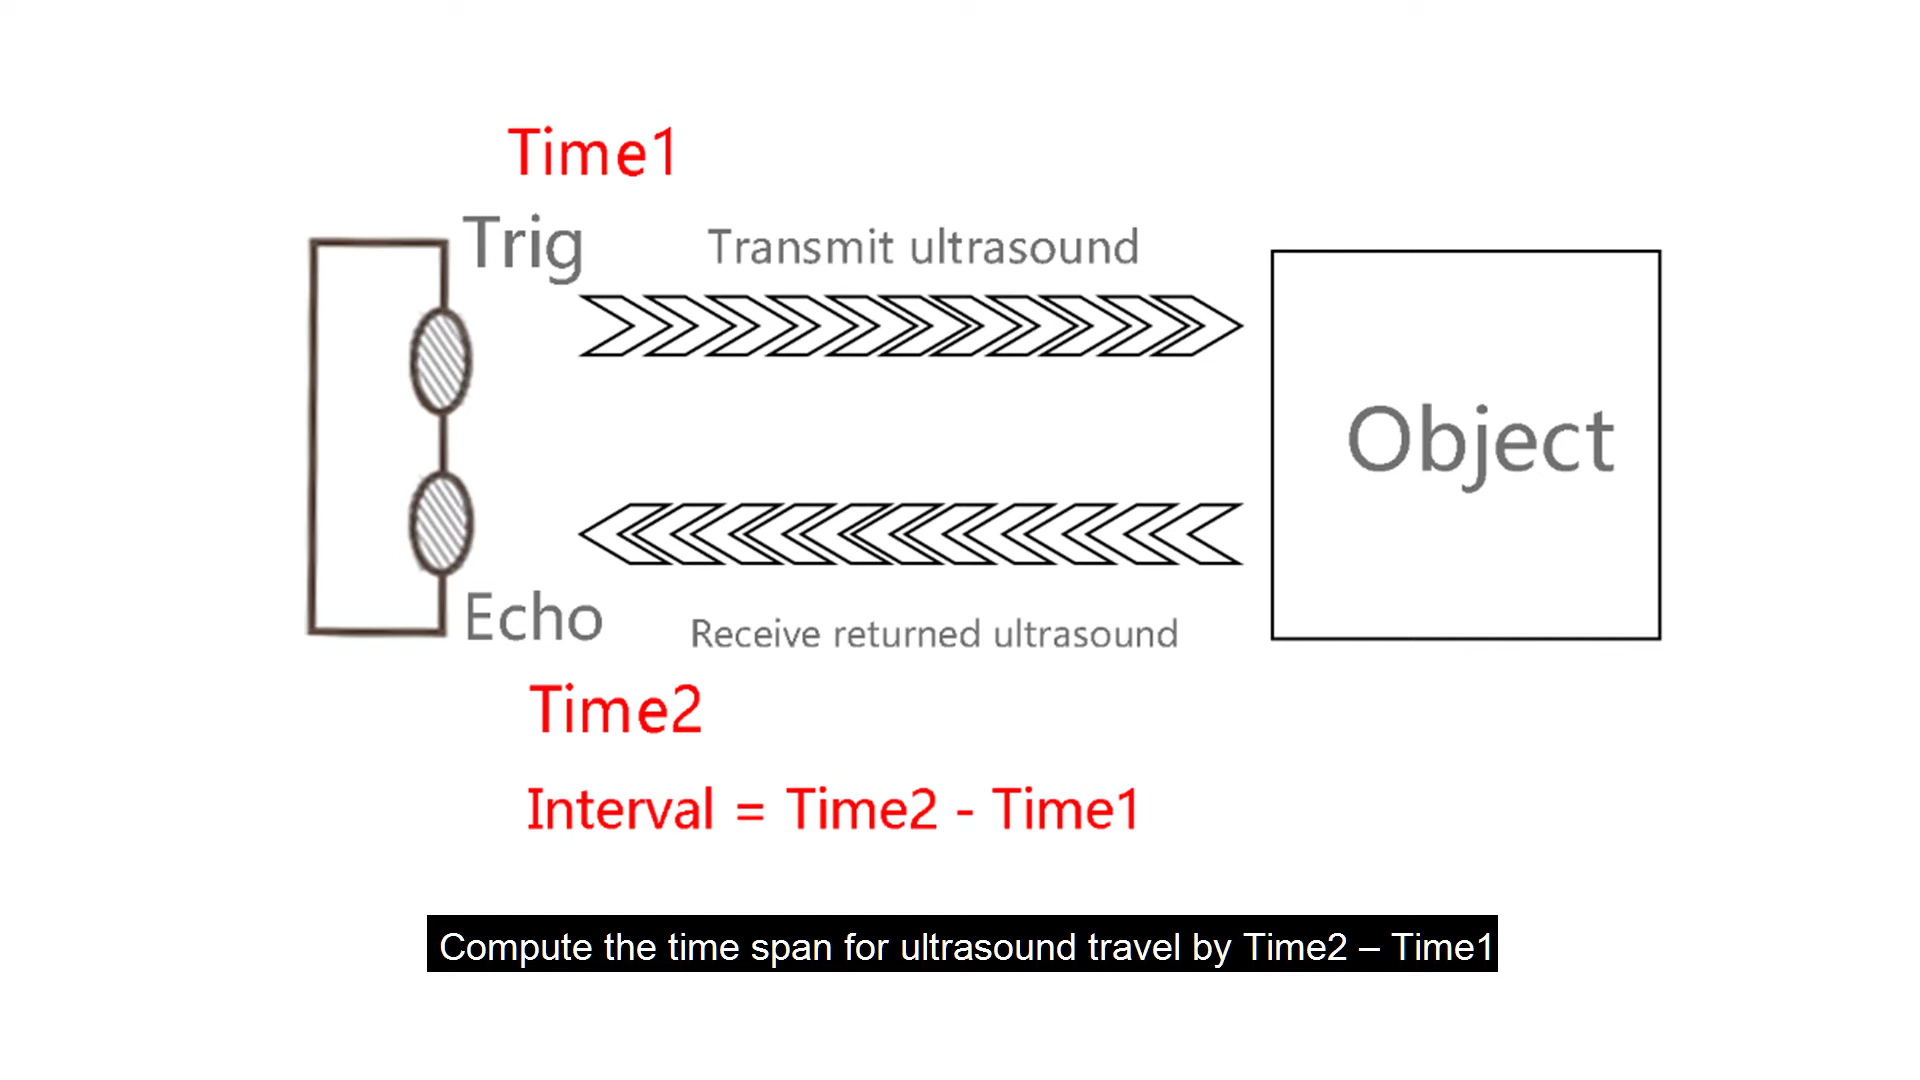 Time1
Trig
Transmit ultrasound
Object
Echo
Receive returned ultrasound
Time2
Interval = Time2 - Time1
Compute the time span for ultrasound travel by Time2 – Time1